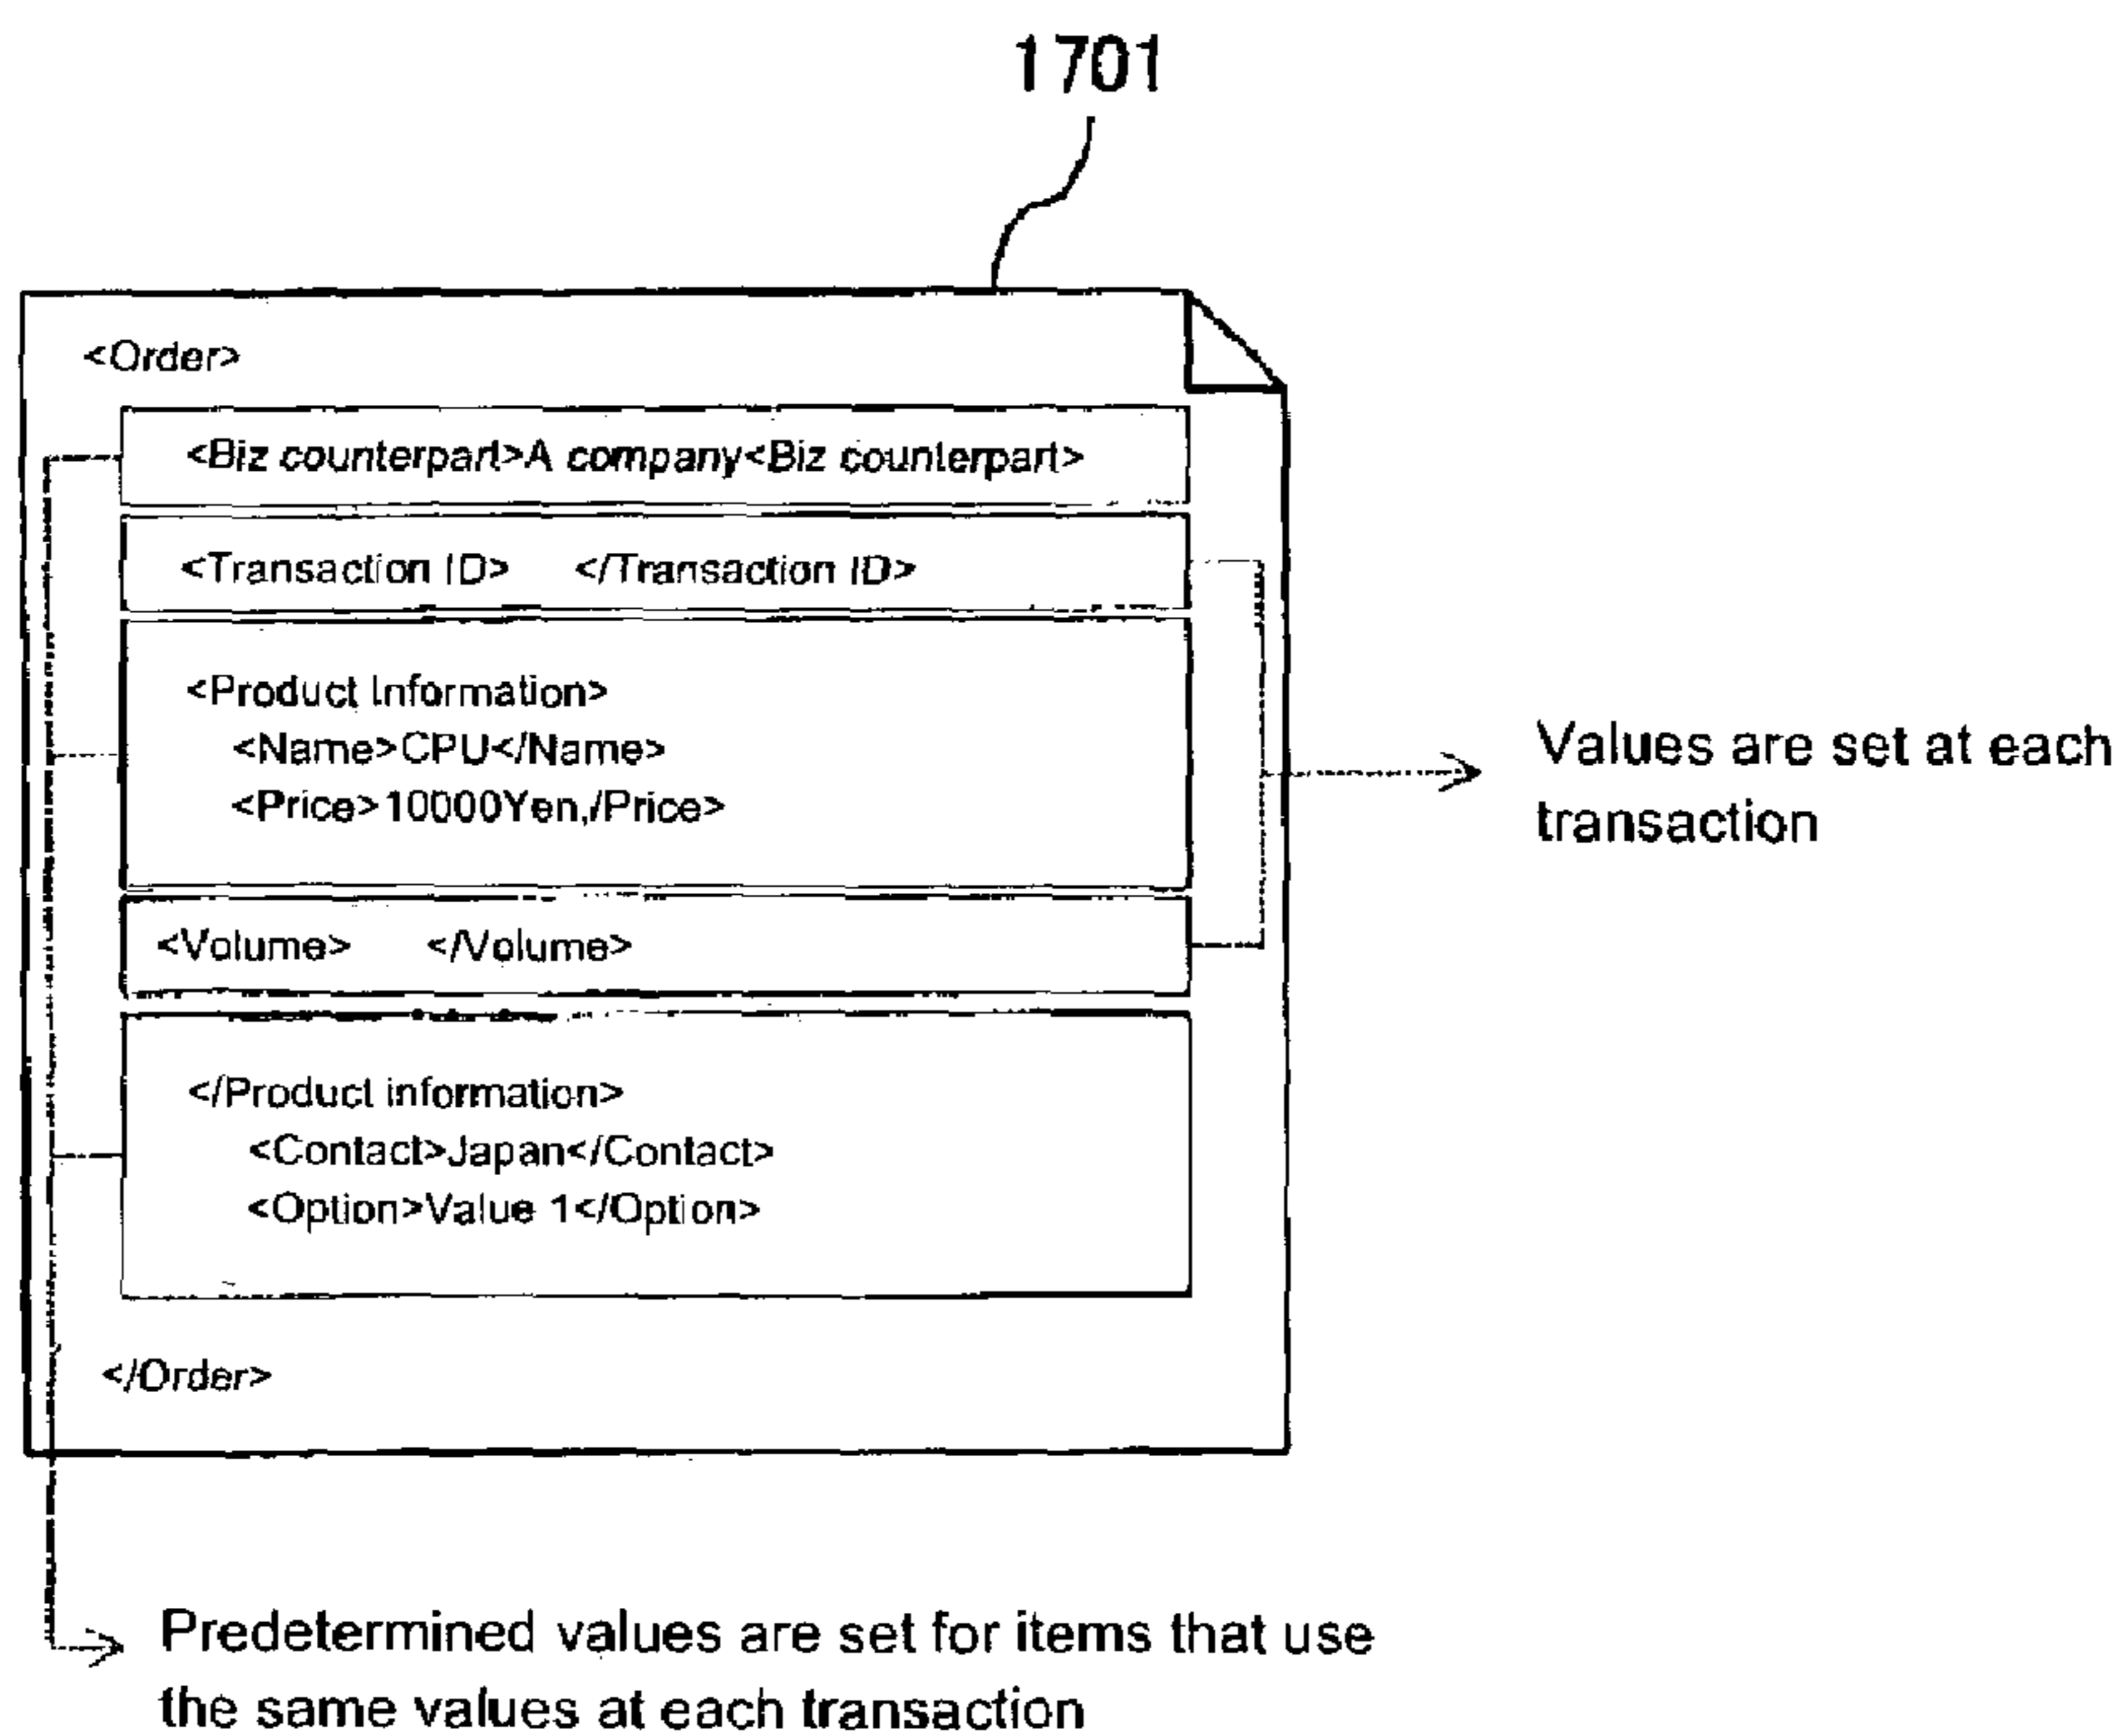 1701
<Order>
<Biz counterpart>A company<Biz counterpart>
<Transaction ID> </Transaction ID>
<Product Information>
<Name>CPU</Name>
<Price>10000Yen,/Price>
<Volume> </Volume>
</Product information>
<Contact>Japan</Contact>
<Option>Value 1</Option>
</Order>
Values are set at each
transaction
Predetermined values are set for items that use
the same values at each transaction